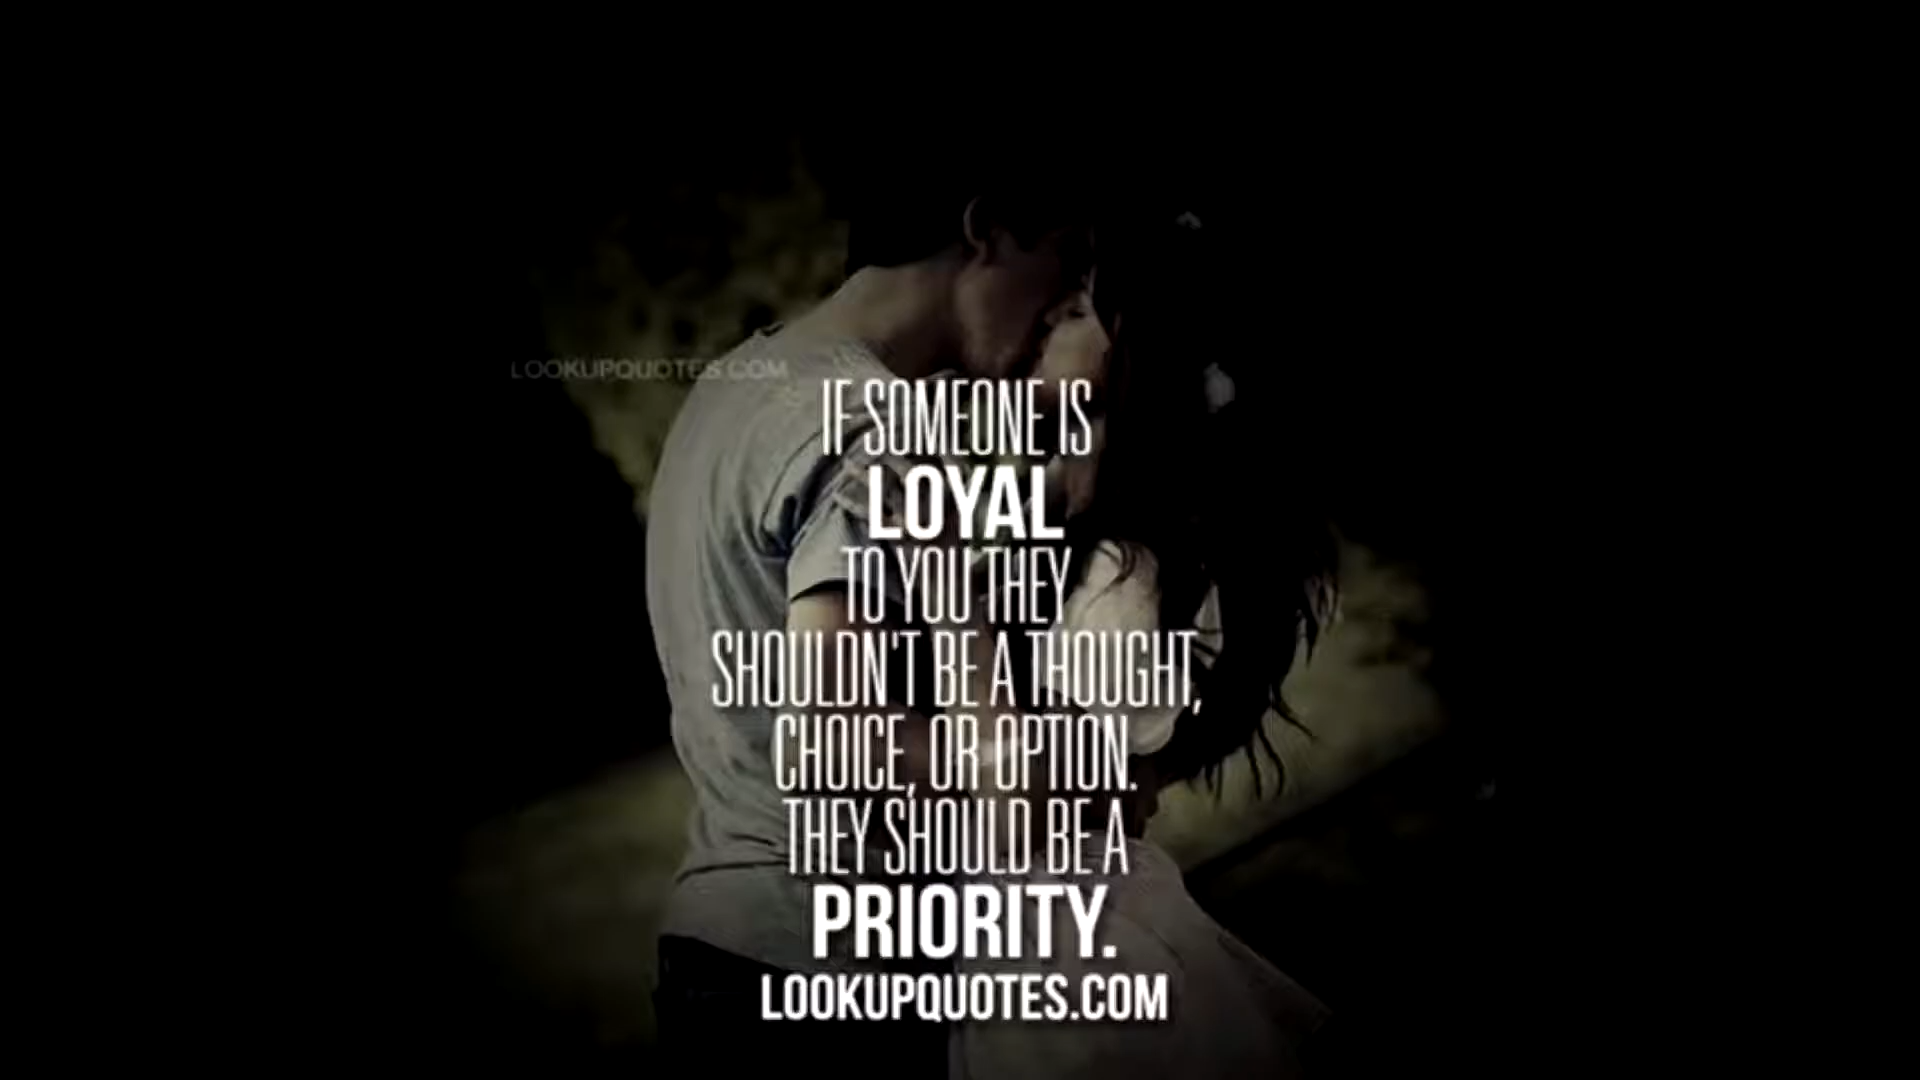 LOOKUPQUOTES.COM
IF SOMEONE IS
LOYAL
TO YOU THEY
SHOULDN'T BE A THOUGHT,
CHOICE, OR OPTION.
THEY SHOULD BE A
PRIORITY.
LOOKUPQUOTES.COM